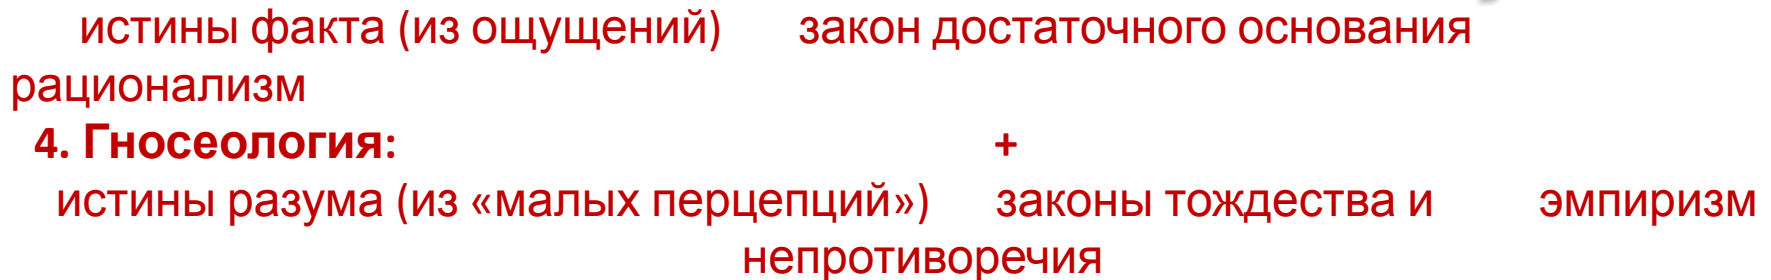 истины факта (из ощущений) закон достаточного основания
рационализм
4. Гносеология: +
истины разума (из «малых перцепций») законы тождества и эмпиризм
непротиворечия